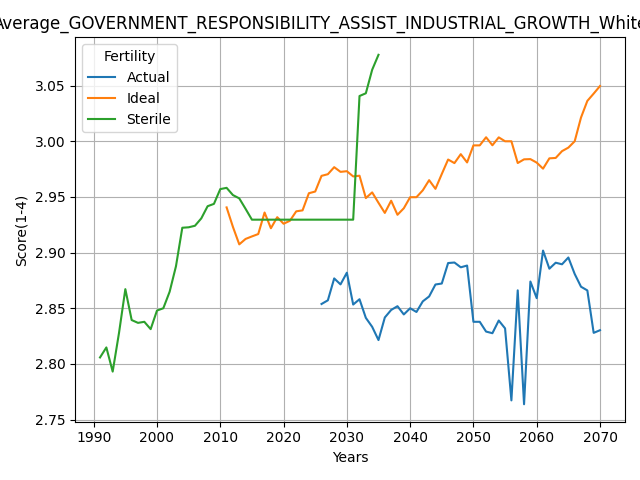 Average_GOVERNMENT_RESPONSIBILITY_ASSIST_INDUSTRIAL_GROWTH_White
Fertility
Actual
Ideal
Sterile
Score(1-4)
3.05
3.00
2.95
2.90
2.85
2.80
2.75
1990 2000 2010 2020 2030 2040 2050 2060 2070
Years